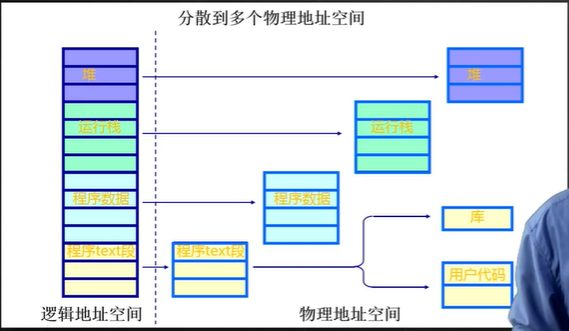 分散到多个物理地址空间
堆
堆
运行栈
运行栈
程序数据
程序数据
库
程序text段
程序text段
用户代码
逻辑地址空间
物理地址空间